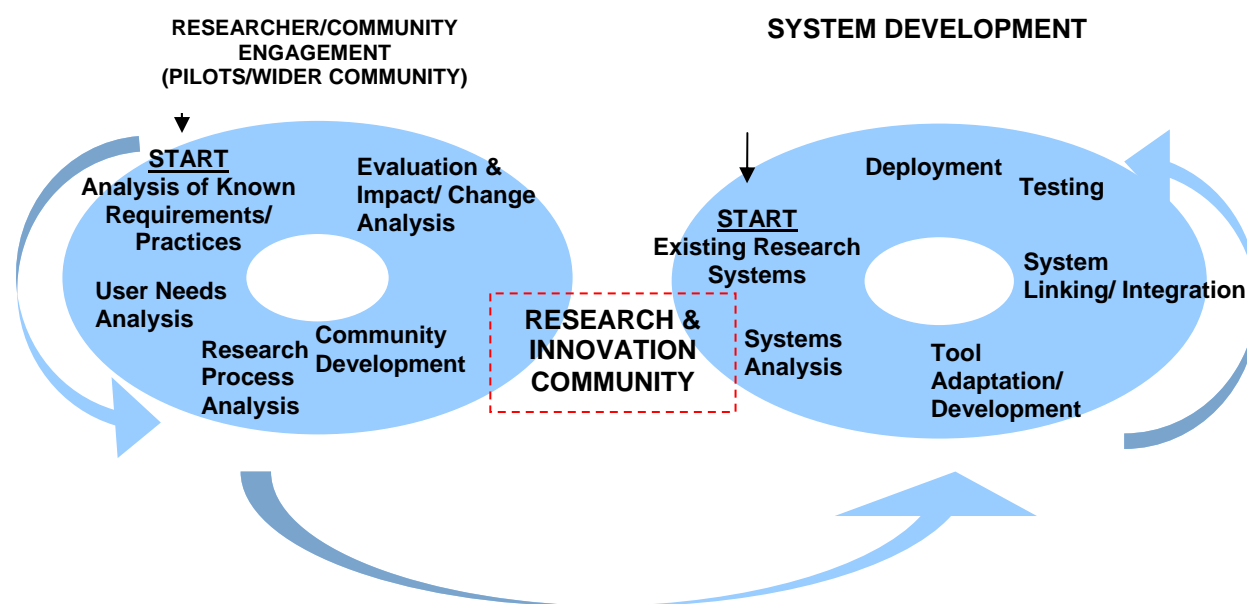 RESEARCHER/COMMUNITY
ENGAGEMENT
(PILOTS/WIDER COMMUNITY)
SYSTEM DEVELOPMENT
START
Analysis of Known
Requirements/
Practices
Evaluation &
Impact/ Change
Analysis
User Needs
Analysis
Research
Process
Analysis
Community
Development
RESEARCH &
INNOVATION
COMMUNITY
START
Existing Research
Systems
Deployment
Testing
System
Linking/ Integration
Systems
Analysis
Tool
Adaptation/
Development